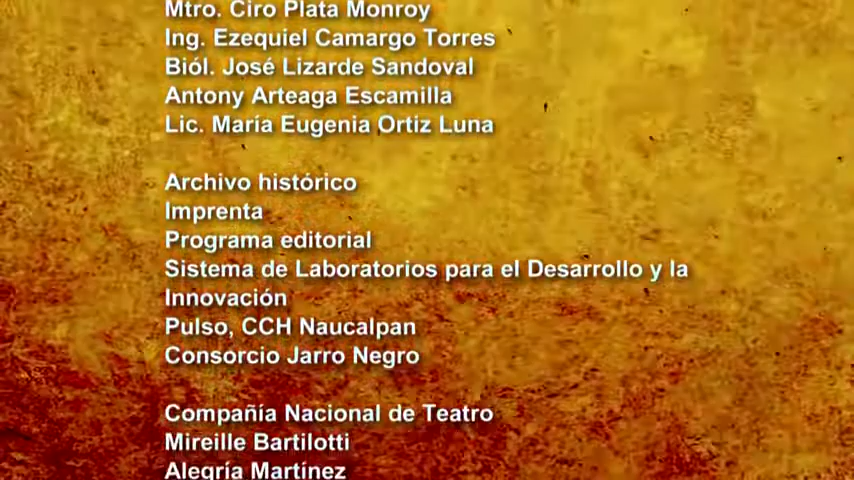 Mtro. Ciro Plata Monroy
Ing. Ezequiel Camargo Torres
Biól. José Lizarde Sandoval
Antony Arteaga Escamilla
Lic. María Eugenia Ortiz Luna
Archivo histórico
Imprenta
Programa editorial
Sistema de Laboratorios para el Desarrollo y la
Innovación
Pulso, CCH Naucalpan
Consorcio Jarro Negro
Compañía Nacional de Teatro
Mireille Bartilotti
Alegría Martínez